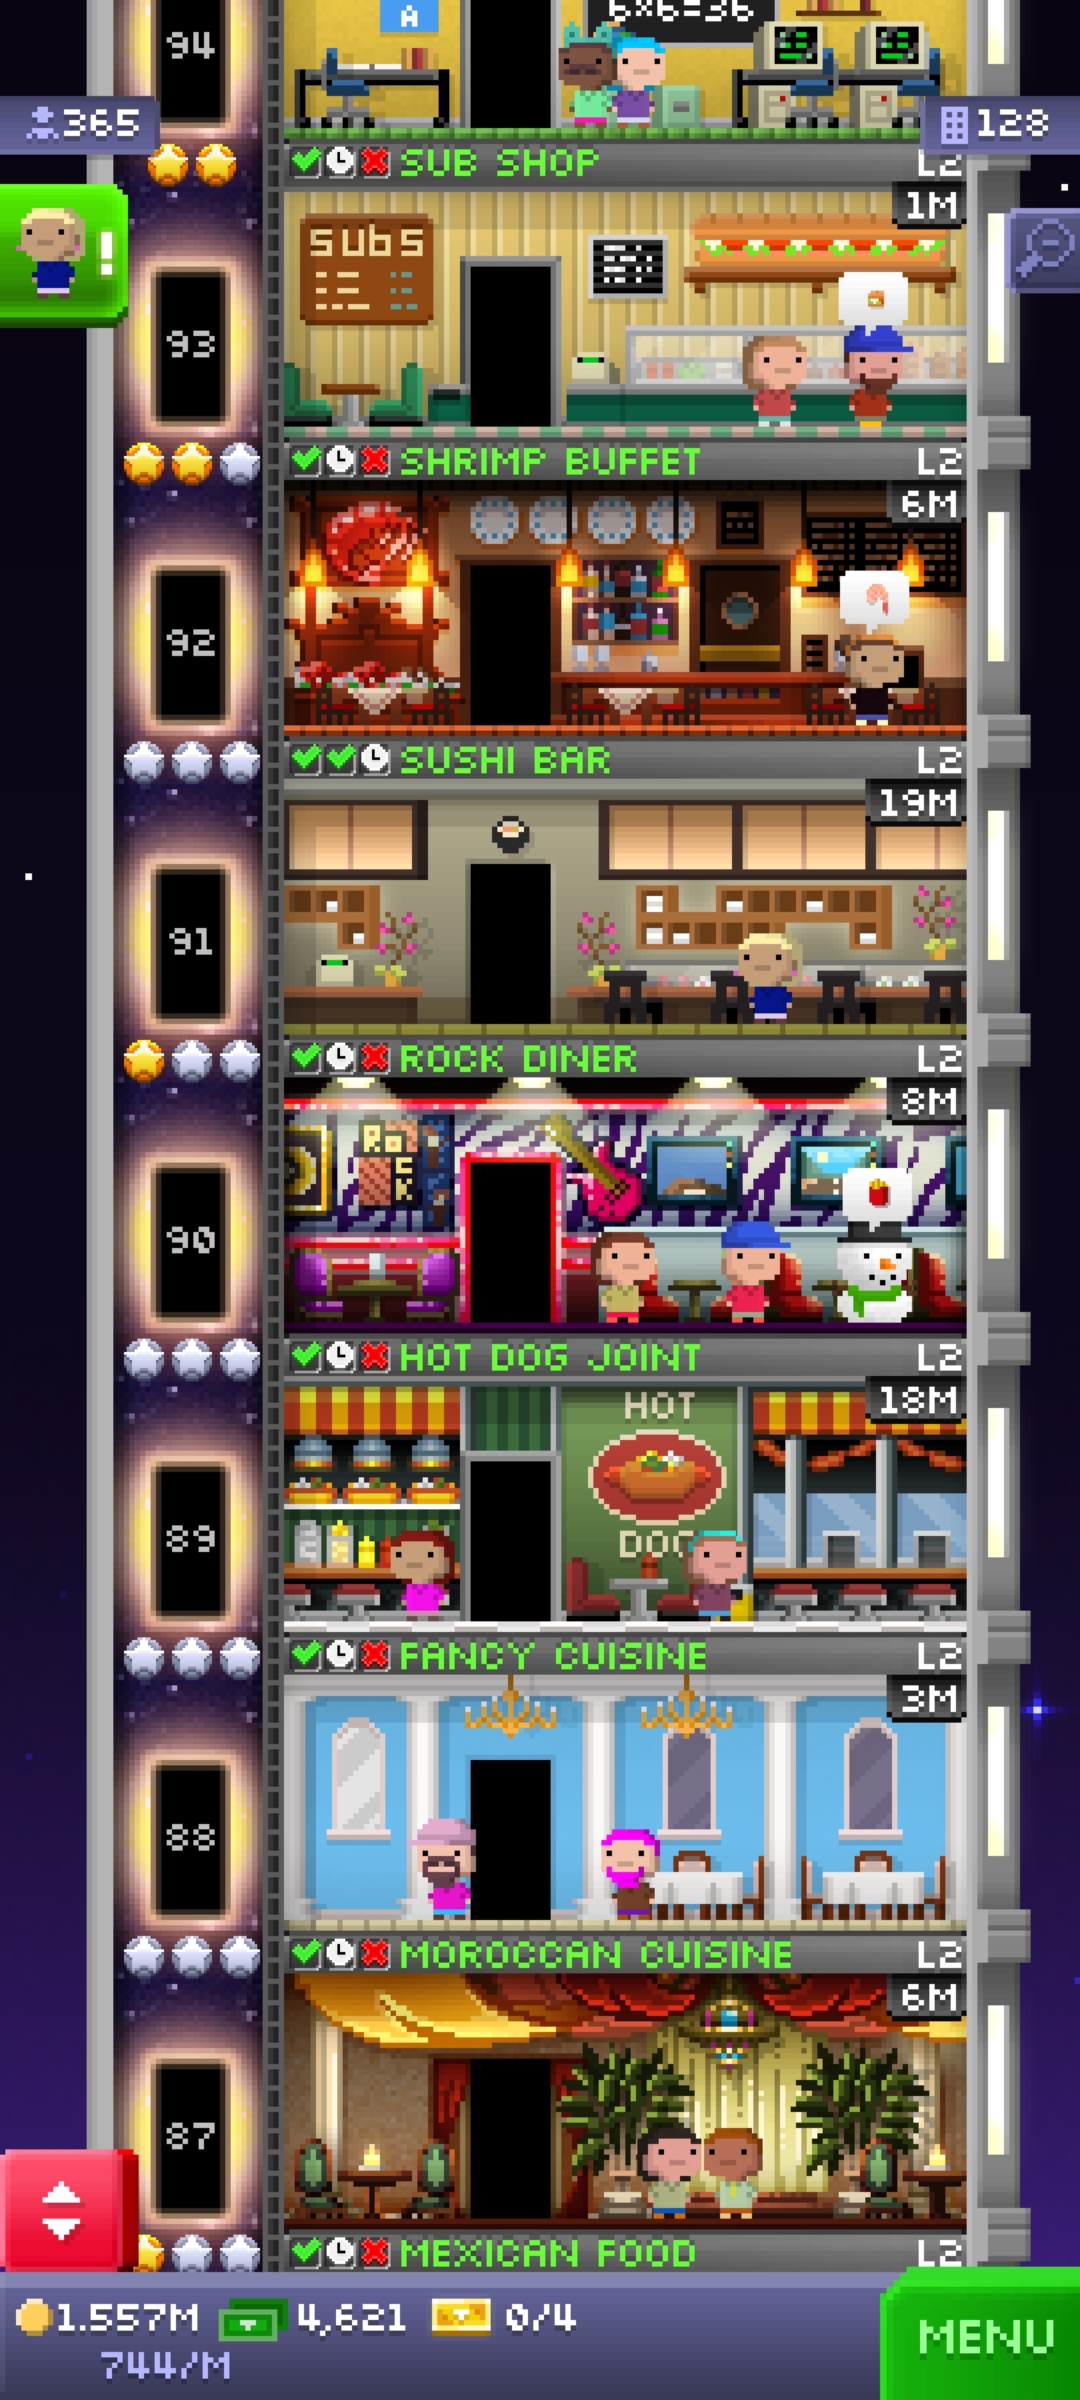 94
A
6x6=36
365
128
SUB SHOP
L2
1M
SUBS
93
SHRIMP BUFFET
L2
6M
92
SUSHI BAR
L2
19M
91
ROCK DINER
L2
8M
ROCK
90
HOT DOG JOINT
L2
18M
HOT
DOG
89
FANCY CUISINE
L2
3M
88
MOROCCAN CUISINE
L2
6M
87
MEXICAN FOOD
L2
1.557M 4,621 0/4
744/M
MENU